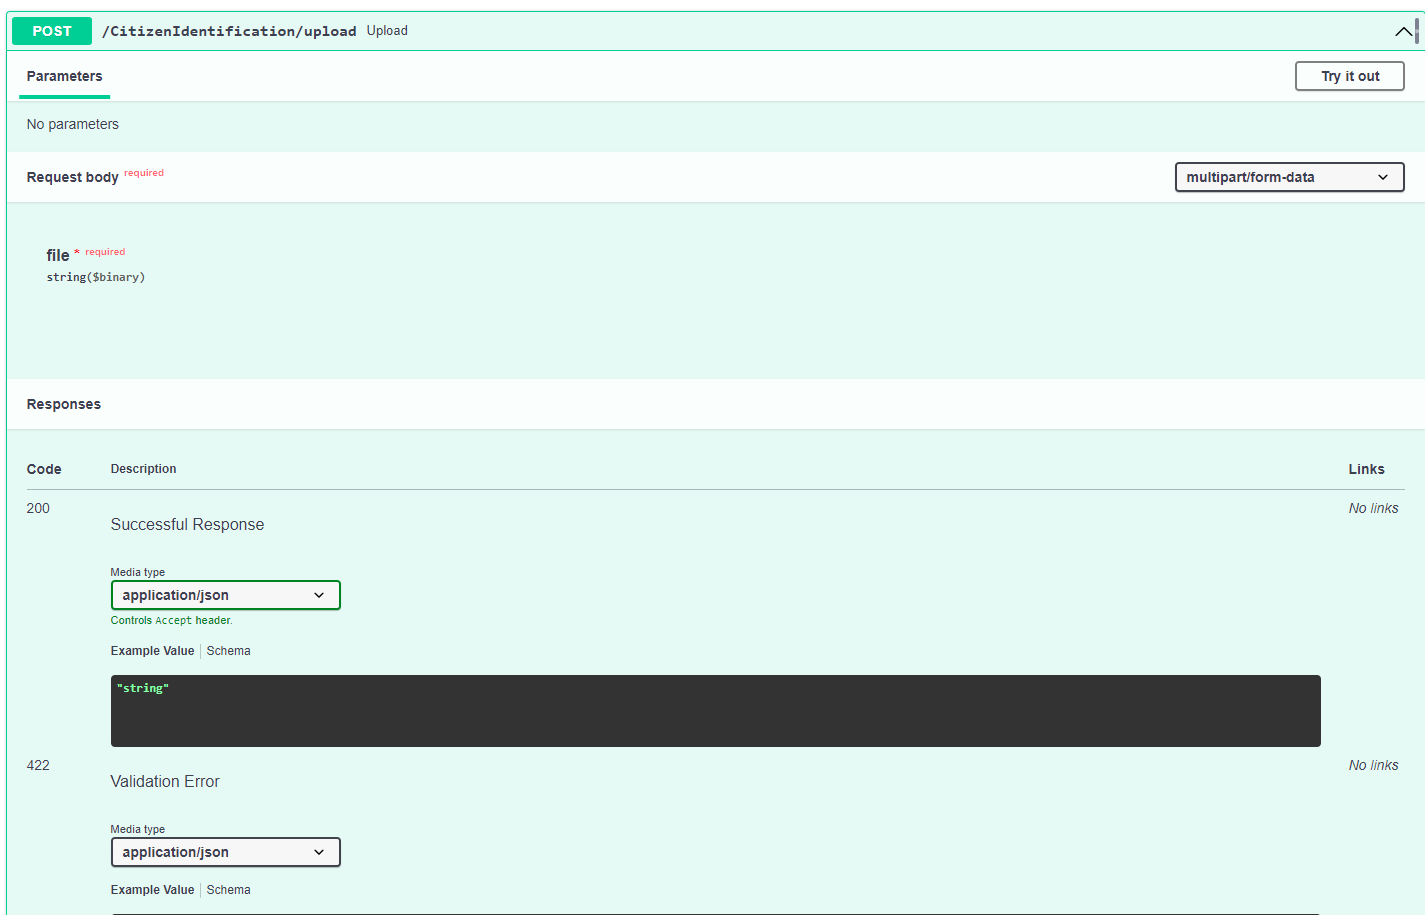 POST /CitizenIdentification/upload Upload
Parameters Try it out
No parameters
Request body required multipart/form-data
file * required
string($binary)
Responses
Code Description Links
200 No links
Successful Response
Media type
application/json
Controls Accept header.
Example Value Schema
"string"
422 No links
Validation Error
Media type
application/json
Example Value Schema